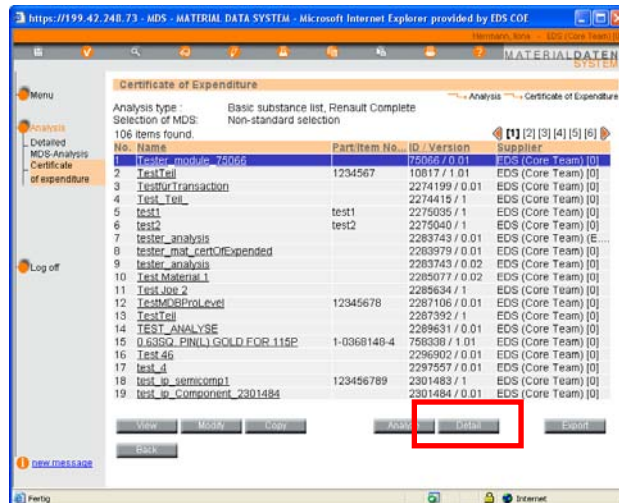 https://199.42.248.73 - MDS - MATERIAL DATA SYSTEM - Microsoft Internet Explorer provided by EDS COE
Herrmann, Ilona - EDS (Core Team) [0]
MATERIALDATEN
SYSTEM
Menu
Analysis
Detailed
MDS-Analysis
Certificate
of expenditure
Log off
new message
Certificate of Expenditure
Analysis Certificate of Expenditure
Analysis type : Basic substance list, Renault Complete
Selection of MDS: Non-standard selection
106 items found. [1] [2] [3] [4] [5] [6]
No. Name Part/Item No... ID / Version Supplier
1 Tester_module_75066 75066 / 0.01 EDS (Core Team) [0]
2 TestTeil 1234567 10817 / 1.01 EDS (Core Team) [0]
3 TestfürTransaction 2274199 / 0.01 EDS (Core Team) [0]
4 Test_Teil_ 2274415 / 1 EDS (Core Team) [0]
5 test1 test1 2275035 / 1 EDS (Core Team) [0]
6 test2 test2 2275040 / 1 EDS (Core Team) [0]
7 tester_analysis 2283743 / 0.01 EDS (Core Team) (E....
8 tester_mat_certOfExpended 2283979 / 0.01 EDS (Core Team) [0]
9 tester_analysis 2283743 / 0.02 EDS (Core Team) [0]
10 Test Material 1 2285077 / 0.02 EDS (Core Team) [0]
11 Test Joe 2 2285634 / 1 EDS (Core Team) [0]
12 TestMDBProLevel 12345678 2287106 / 0.01 EDS (Core Team) [0]
13 TestTeil 2287392 / 1 EDS (Core Team) [0]
14 TEST_ANALYSE 2289631 / 0.01 EDS (Core Team) [0]
15 0.63SQ. PIN(L) GOLD FOR 115P 1-0368148-4 758338 / 1.01 EDS (Core Team) [0]
16 Test 46 2296902 / 0.01 EDS (Core Team) [0]
17 test_4 2297557 / 0.01 EDS (Core Team) [0]
18 test_ip_semicomp1 123456789 2301483 / 1 EDS (Core Team) [0]
19 test_ip_Component_2301484 2301484 / 0.01 EDS (Core Team) [0]
View Modify Copy Analyse Detail Export
Back
Fertig Internet